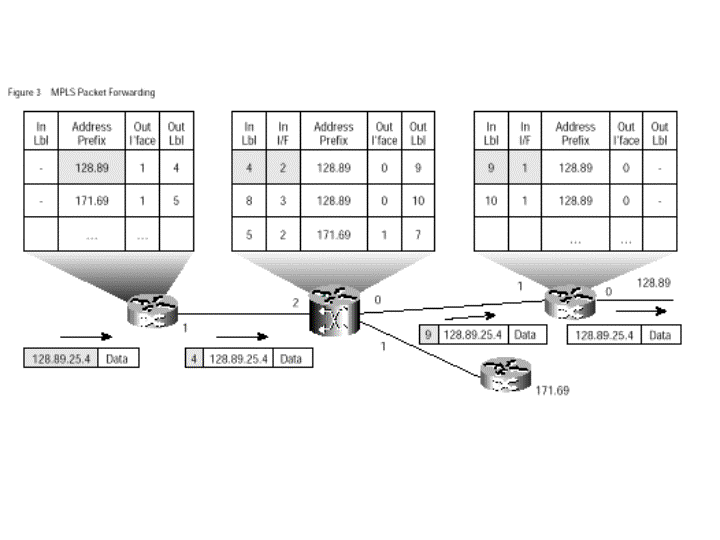 Figure 3 MPLS Packet Forwarding
In Lbl Address Prefix Out I'face Out Lbl
- 128.89 1 4
- 171.69 1 5
... ...
In Lbl In I/F Address Prefix Out I'face Out Lbl
4 2 128.89 0 9
8 3 128.89 0 10
5 2 171.69 1 7
In Lbl In I/F Address Prefix Out I'face Out Lbl
9 1 128.89 0 -
10 1 128.89 0 -
... ...
1
2
0
1
1
0
128.89
128.89.25.4 Data
4 128.89.25.4 Data
9 128.89.25.4 Data
128.89.25.4 Data
171.69